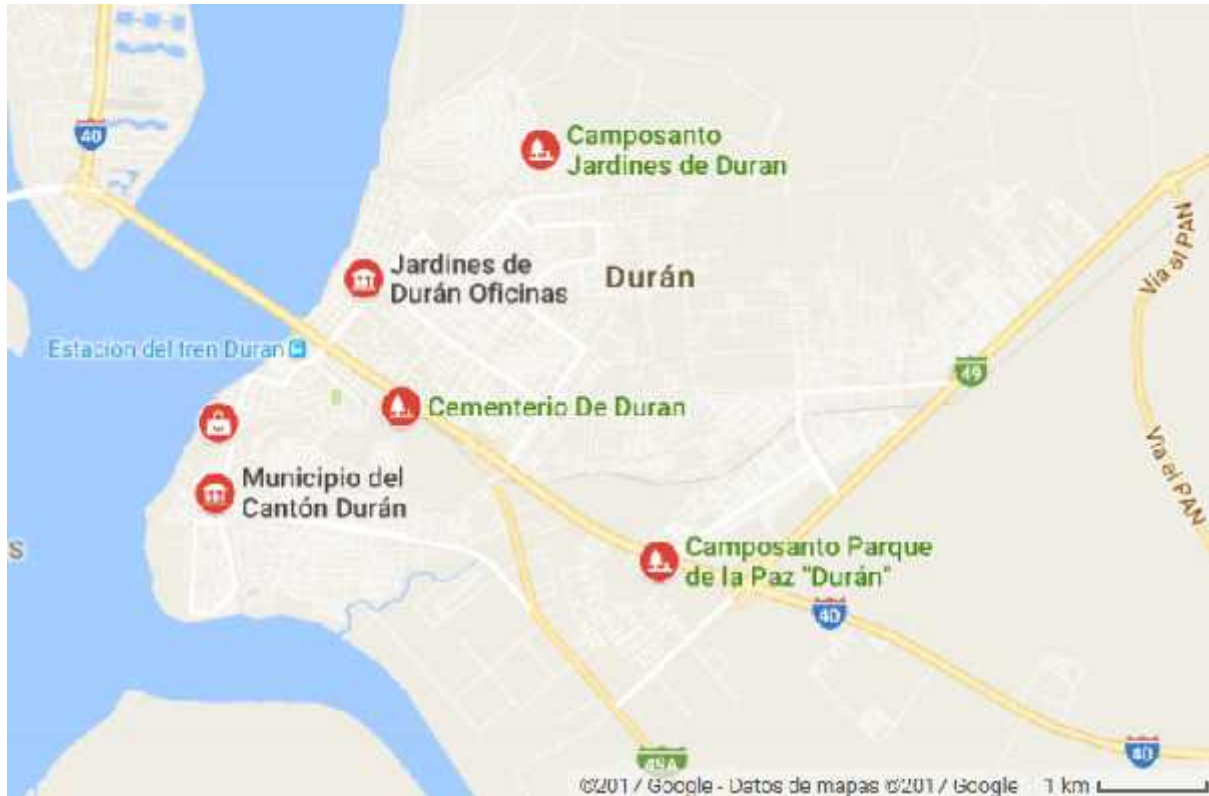 40
Camposanto
Jardines de Duran
Vía al PAN
Jardines de
Durán Oficinas
Durán
Estacion del tren Duran
49
Cementerio De Duran
Municipio del
Cantón Durán
Vía al PAN
S
Camposanto Parque
de la Paz "Durán"
40
40
49A
©2017 Google - Datos de mapas ©2017 Google
1 km